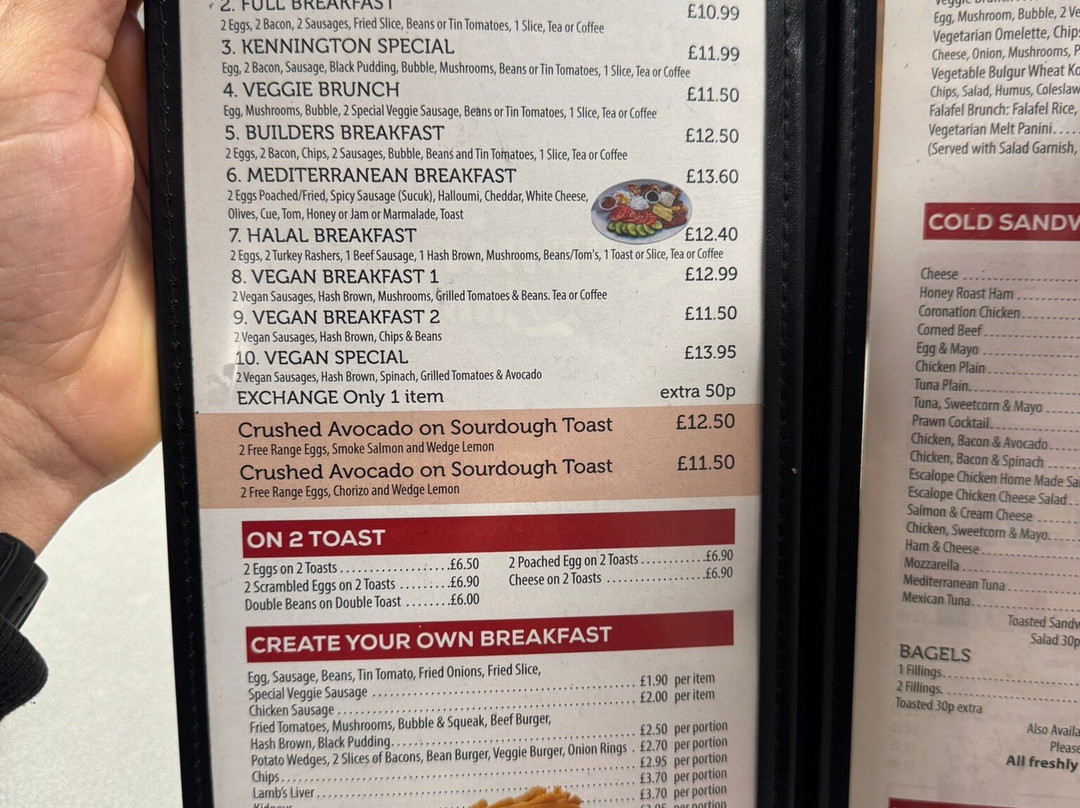 2. FULL BREAKFAST £10.99
2 Eggs, 2 Bacon, 2 Sausages, Fried Slice, Beans or Tin Tomatoes, 1 Slice, Tea or Coffee
3. KENNINGTON SPECIAL £11.99
Egg, 2 Bacon, Sausage, Black Pudding, Bubble, Mushrooms, Beans or Tin Tomatoes, 1 Slice, Tea or Coffee
4. VEGGIE BRUNCH £11.50
Egg, Mushrooms, Bubble, 2 Special Veggie Sausage, Beans or Tin Tomatoes, 1 Slice, Tea or Coffee
5. BUILDERS BREAKFAST £12.50
2 Eggs, 2 Bacon, Chips, 2 Sausages, Bubble, Beans and Tin Tomatoes, 1 Slice, Tea or Coffee
6. MEDITERRANEAN BREAKFAST £13.60
2 Eggs Poached/Fried, Spicy Sausage (Sucuk), Halloumi, Cheddar, White Cheese,
Olives, Cue, Tom, Honey or Jam or Marmalade, Toast
7. HALAL BREAKFAST £12.40
2 Eggs, 2 Turkey Rashers, 1 Beef Sausage, 1 Hash Brown, Mushrooms, Beans/Tom's, 1 Toast or Slice, Tea or Coffee
8. VEGAN BREAKFAST 1 £12.99
2 Vegan Sausages, Hash Brown, Mushrooms, Grilled Tomatoes & Beans. Tea or Coffee
9. VEGAN BREAKFAST 2 £11.50
2 Vegan Sausages, Hash Brown, Chips & Beans
10. VEGAN SPECIAL £13.95
2 Vegan Sausages, Hash Brown, Spinach, Grilled Tomatoes & Avocado
EXCHANGE Only 1 item extra 50p
Crushed Avocado on Sourdough Toast £12.50
2 Free Range Eggs, Smoke Salmon and Wedge Lemon
Crushed Avocado on Sourdough Toast £11.50
2 Free Range Eggs, Chorizo and Wedge Lemon
ON 2 TOAST
2 Eggs on 2 Toasts ....................£6.50
2 Scrambled Eggs on 2 Toasts .........£6.90
Double Beans on Double Toast ........£6.00
2 Poached Egg on 2 Toasts............£6.90
Cheese on 2 Toasts ...................£6.90
CREATE YOUR OWN BREAKFAST
Egg, Sausage, Beans, Tin Tomato, Fried Onions, Fried Slice,
Special Veggie Sausage .................... £1.90 per item
Chicken Sausage .................... £2.00 per item
Fried Tomatoes, Mushrooms, Bubble & Squeak, Beef Burger,
Hash Brown, Black Pudding.................... £2.50 per portion
Potato Wedges, 2 Slices of Bacons, Bean Burger, Veggie Burger, Onion Rings . £2.70 per portion
Chips.................... £2.95 per portion
Lamb's Liver.................... £3.70 per portion
£3.70 per portion
per portion
Egg, Mushroom, Bubble, 2
Vegetarian Omelette, Chips
Cheese, Onion, Mushrooms,
Vegetable Bulgur Wheat
Chips, Salad, Humus, Coleslaw
Falafel Brunch: Falafel Rice,
Vegetarian Melt Panini....
(Served with Salad Garnish,
COLD
Cheese ....................
Honey Roast Ham ....................
Coronation Chicken....................
Corned Beef....................
Egg & Mayo ....................
Chicken Plain ....................
Tuna Plain....................
Tuna, Sweetcorn & Mayo ..........
Prawn Cocktail....................
Chicken, Bacon & Avocado..........
Chicken, Bacon & Spinach ..........
Escalope Chicken Home Made
Escalope Chicken Cheese Salad ..
Salmon & Cream Cheese ..........
Chicken, Sweetcorn & Mayo.......
Ham & Cheese....................
Mozzarella....................
Mediterranean Tuna..........
Mexican Tuna....................
Toasted
Salad 30p
BAGELS
1 Fillings....................
2 Fillings....................
Toasted 30p extra
Also
Please
All freshly